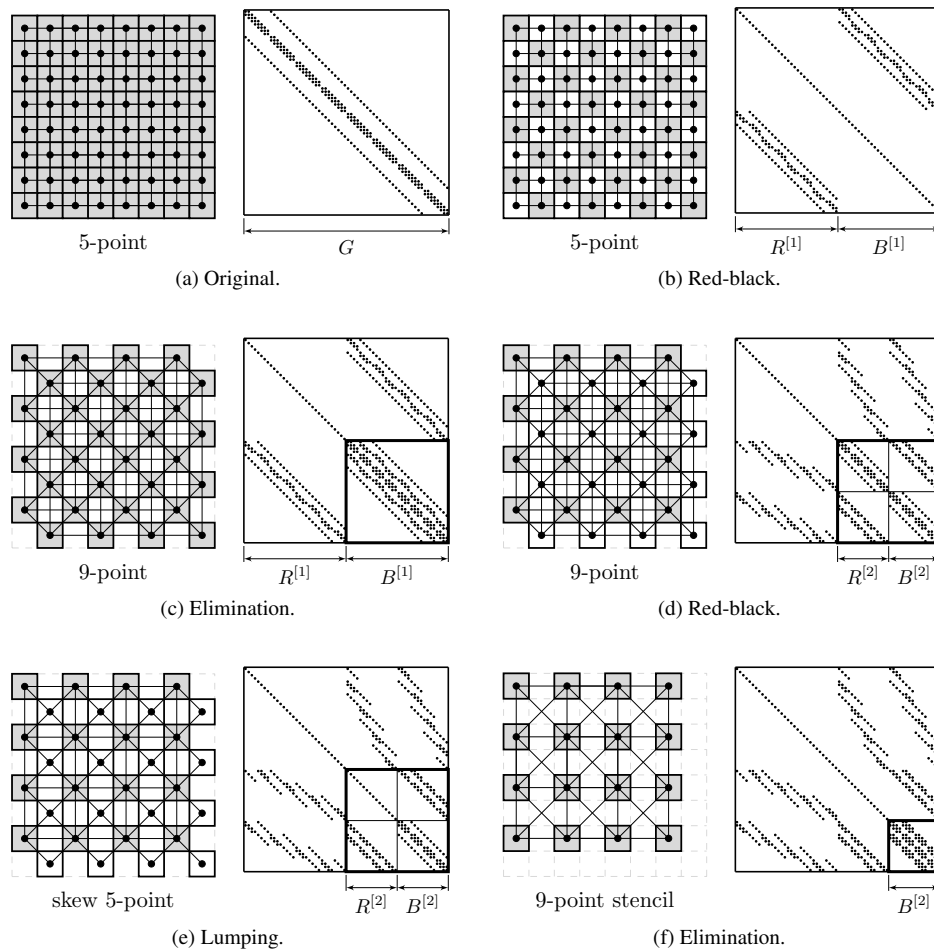 5-point
G
(a) Original.
5-point
R[1] B[1]
(b) Red-black.
9-point
R[1] B[1]
(c) Elimination.
9-point
R[2] B[2]
(d) Red-black.
skew 5-point
R[2] B[2]
(e) Lumping.
9-point stencil
B[2]
(f) Elimination.